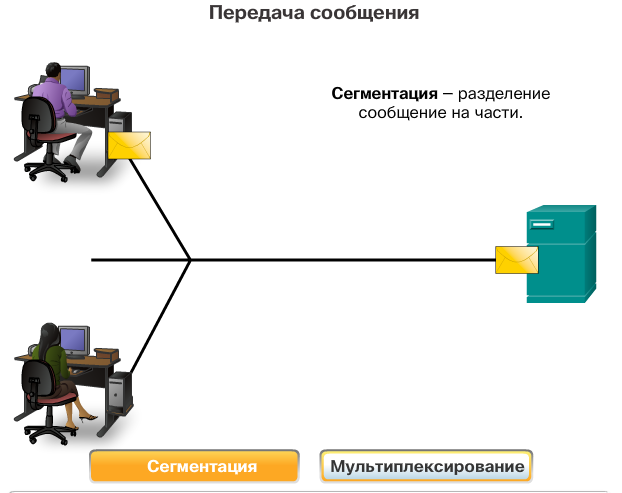 Передача сообщения
Сегментация – разделение
сообщение на части.
Сегментация
Мультиплексирование